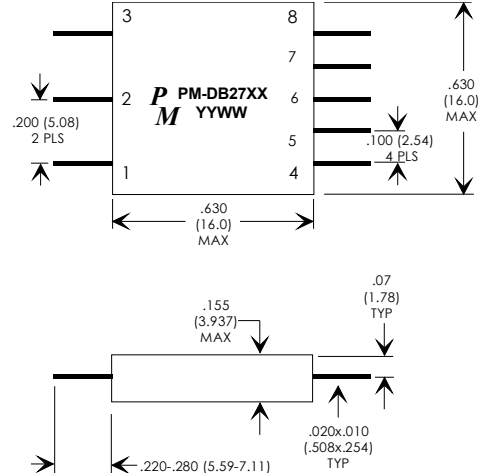 3
8
7
2
P M PM-DB27XX
YYWW
6
5
1
4
.200 (5.08)
2 PLS
.630
(16.0)
MAX
.100 (2.54)
4 PLS
.630
(16.0)
MAX
.07
(1.78)
TYP
.155
(3.937)
MAX
.020x.010
(.508x.254)
TYP
.220-.280 (5.59-7.11)